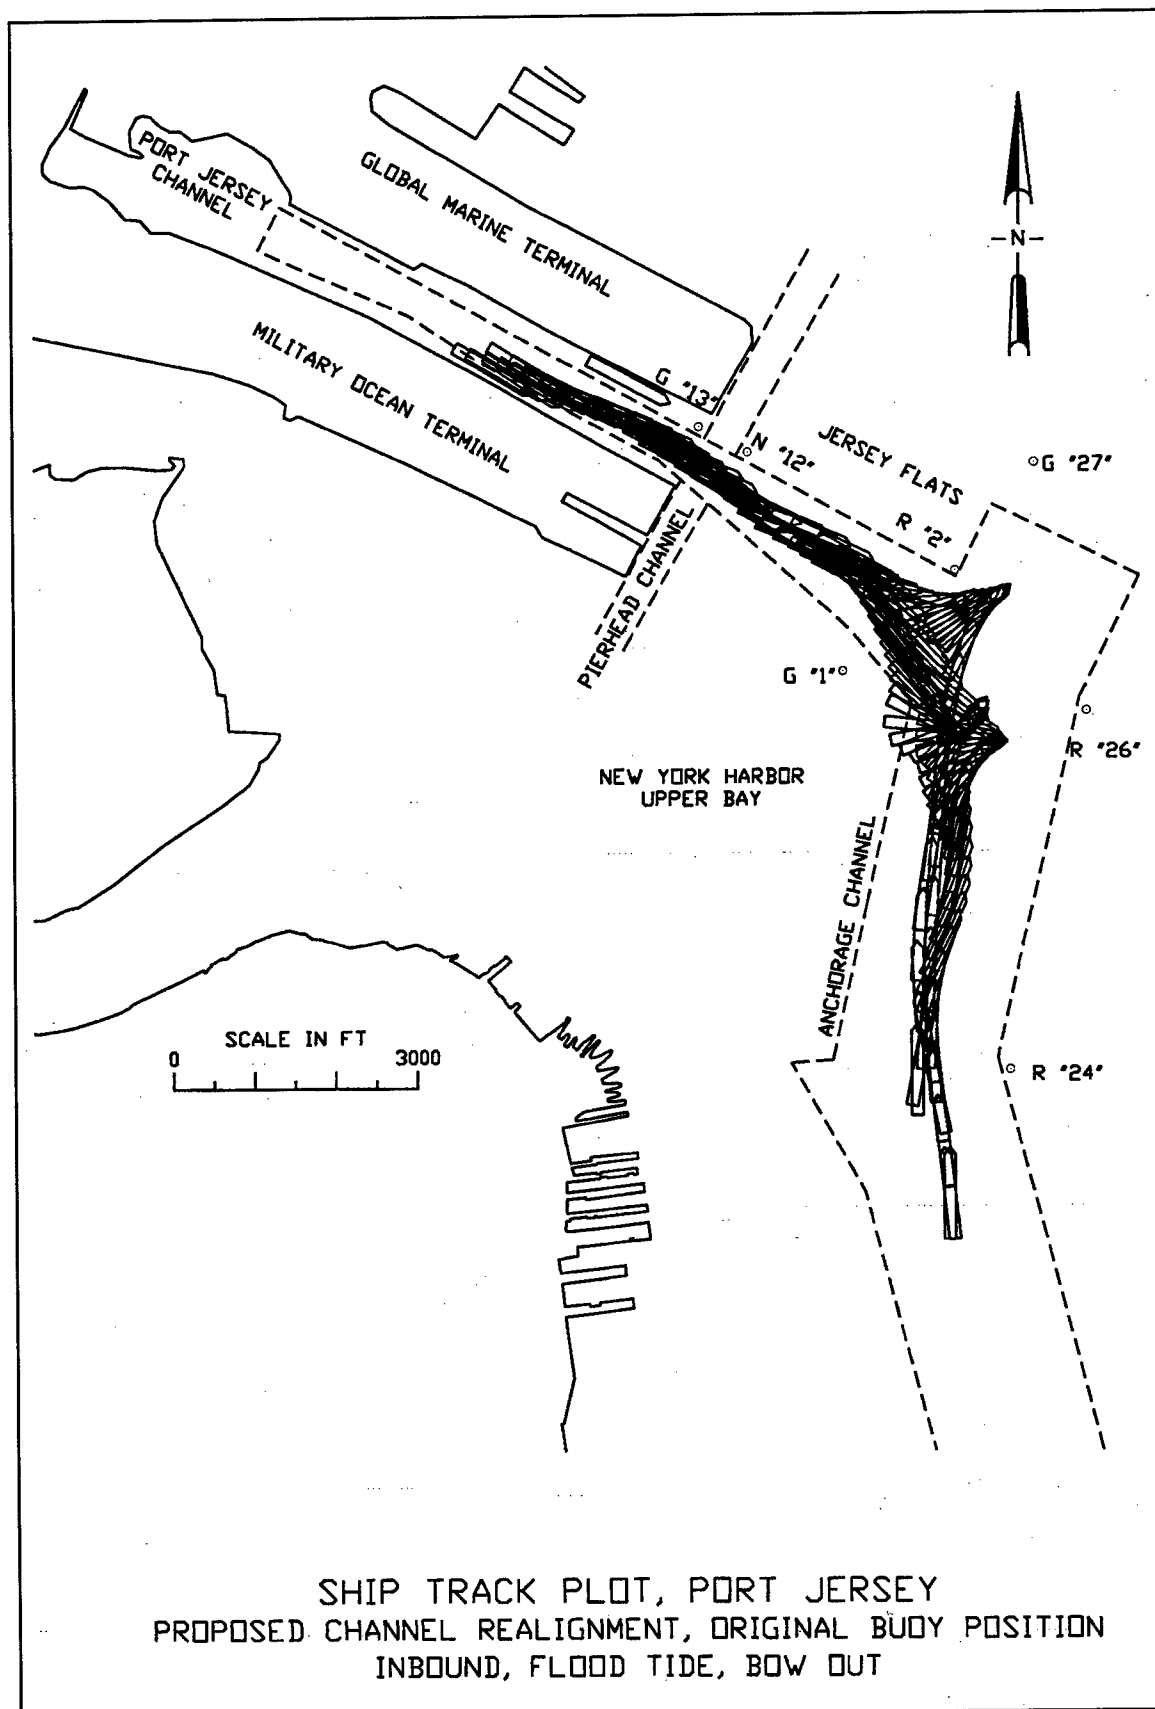 PORT JERSEY
CHANNEL
GLOBAL MARINE TERMINAL
MILITARY OCEAN TERMINAL
N
G "13"
N "12"
JERSEY FLATS
G "27"
R "2"
PIERHEAD CHANNEL
G "1"
R "26"
NEW YORK HARBOR
UPPER BAY
ANCHORAGE CHANNEL
SCALE IN FT
0 3000
R "24"
SHIP TRACK PLOT, PORT JERSEY
PROPOSED CHANNEL REALIGNMENT, ORIGINAL BUOY POSITION
INBOUND, FLOOD TIDE, BOW OUT